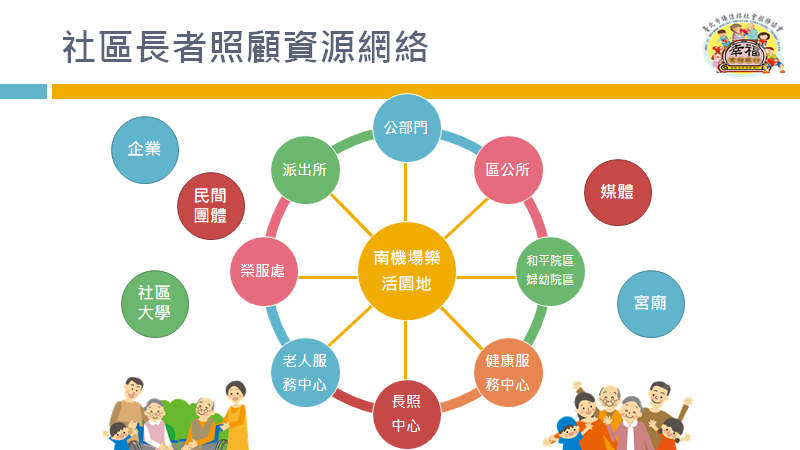 社區長者照顧資源網絡
幸福
公部門
派出所
區公所
企業
民間
團體
媒體
南機場樂
活園地
榮服處
和平院區
婦幼院區
社區
大學
宮廟
老人服
務中心
健康服
務中心
長照
中心